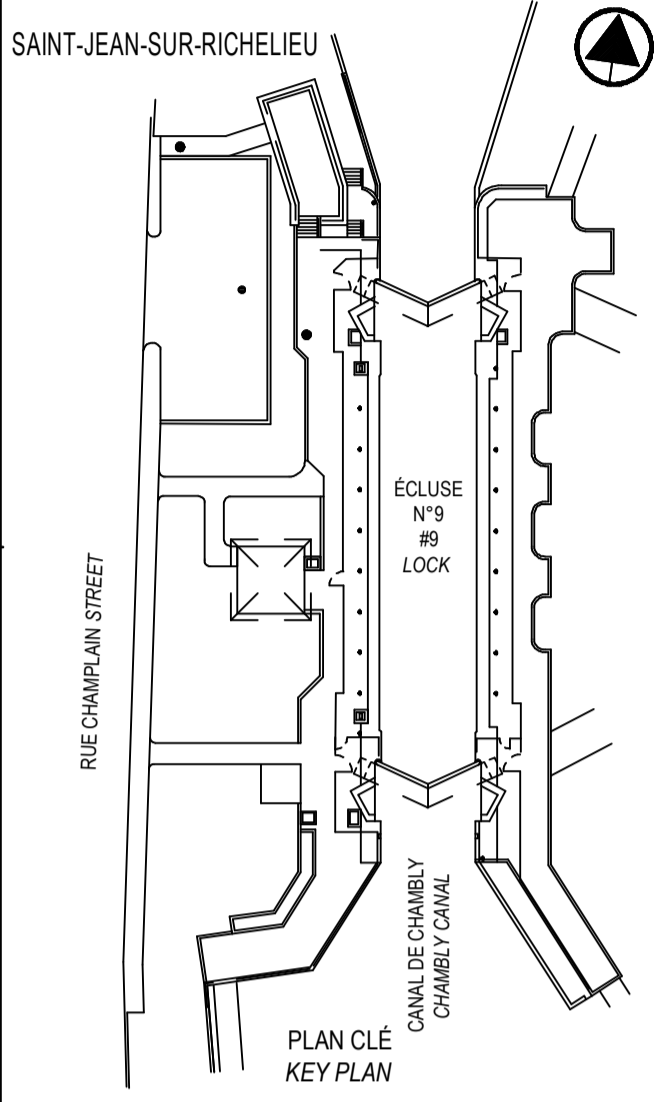 SAINT-JEAN-SUR-RICHELIEU
ÉCLUSE
N°9
#9
LOCK
RUE CHAMPLAIN STREET
CANAL DE CHAMBLY
CHAMBLY CANAL
PLAN CLÉ
KEY PLAN